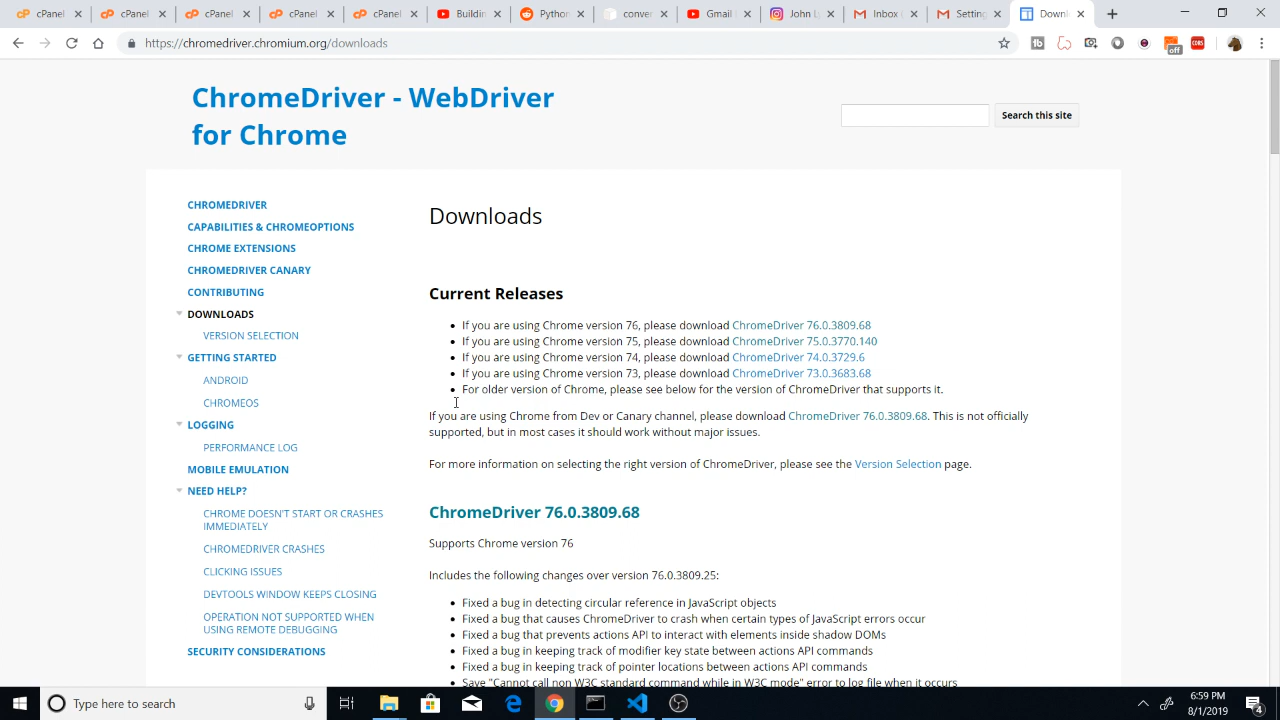 cPanel
cPanel
cPanel
cPanel
cPanel
Buildin
Python
conver
Gmail
John L
Inbox
Setting
Downl
https://chromedriver.chromium.org/downloads
off
CORS
ChromeDriver - WebDriver
for Chrome
Search this site
CHROMEDRIVER
CAPABILITIES & CHROMEOPTIONS
CHROME EXTENSIONS
CHROMEDRIVER CANARY
CONTRIBUTING
DOWNLOADS
VERSION SELECTION
GETTING STARTED
ANDROID
CHROMEOS
LOGGING
PERFORMANCE LOG
MOBILE EMULATION
NEED HELP?
CHROME DOESN'T START OR CRASHES
IMMEDIATELY
CHROMEDRIVER CRASHES
CLICKING ISSUES
DEVTOOLS WINDOW KEEPS CLOSING
OPERATION NOT SUPPORTED WHEN
USING REMOTE DEBUGGING
SECURITY CONSIDERATIONS
Downloads
Current Releases
If you are using Chrome version 76, please download ChromeDriver 76.0.3809.68
If you are using Chrome version 75, please download ChromeDriver 75.0.3770.140
If you are using Chrome version 74, please download ChromeDriver 74.0.3729.6
If you are using Chrome version 73, please download ChromeDriver 73.0.3683.68
For older version of Chrome, please see below for the version of ChromeDriver that supports it.
If you are using Chrome from Dev or Canary channel, please download ChromeDriver 76.0.3809.68. This is not officially
supported, but in most cases it should work without major issues.
For more information on selecting the right version of ChromeDriver, please see the Version Selection page.
ChromeDriver 76.0.3809.68
Supports Chrome version 76
Includes the following changes over version 76.0.3809.25:
Fixed a bug in detecting circular reference in JavaScript objects
Fixed a bug that causes ChromeDriver to crash when certain types of JavaScript errors occur
Fixed a bug that prevents actions API to interact with elements inside shadow DOMs
Fixed a bug in keeping track of modifier key state between actions API commands
Fixed a bug in keeping track of pointer locations between actions API commands
Save "Cannot call non W3C standard command while in W3C mode" error to log file when it occurs
Type here to search
6:59 PM
8/1/2019
4